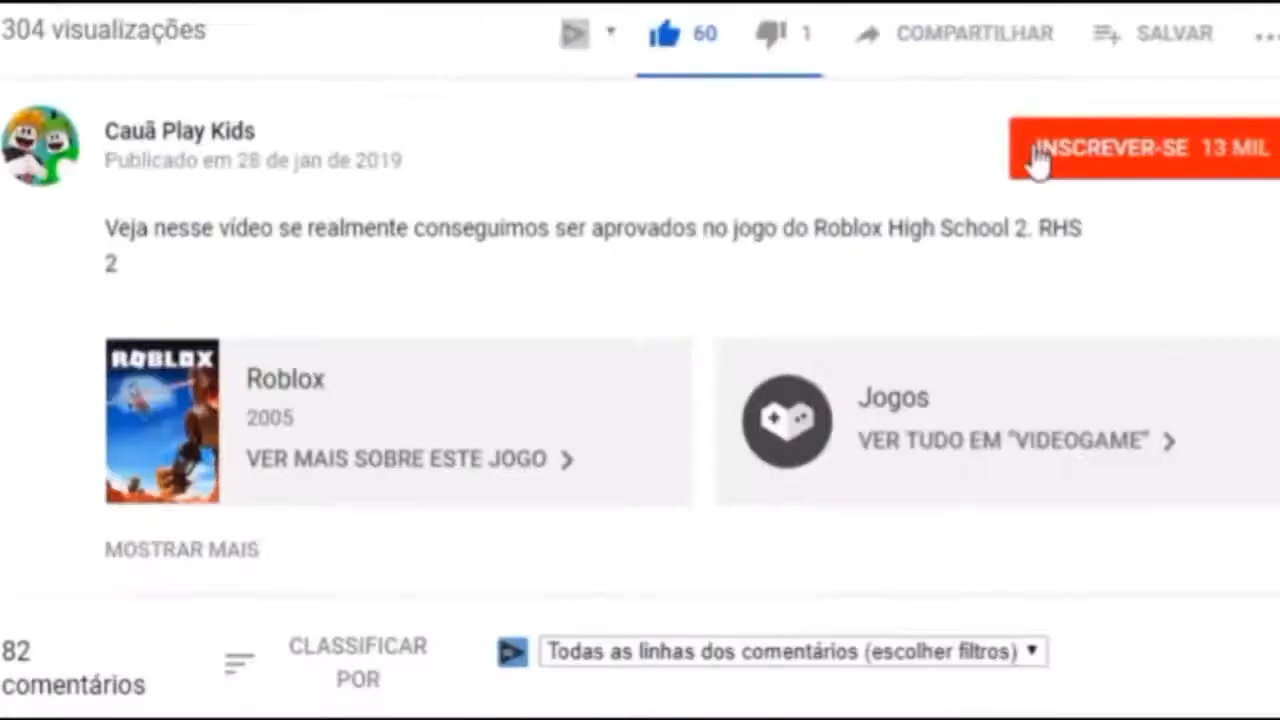 304 visualizações
60
1
COMPARTILHAR
SALVAR
Cauã Play Kids
Publicado em 28 de jan de 2019
INSCREVER-SE 13 MIL
Veja nesse vídeo se realmente conseguimos ser aprovados no jogo do Roblox High School 2. RHS
2
ROBLOX
Roblox
2005
VER MAIS SOBRE ESTE JOGO
Jogos
VER TUDO EM "VIDEOGAME"
MOSTRAR MAIS
82
comentários
CLASSIFICAR
POR
Todas as linhas dos comentários (escolher filtros)